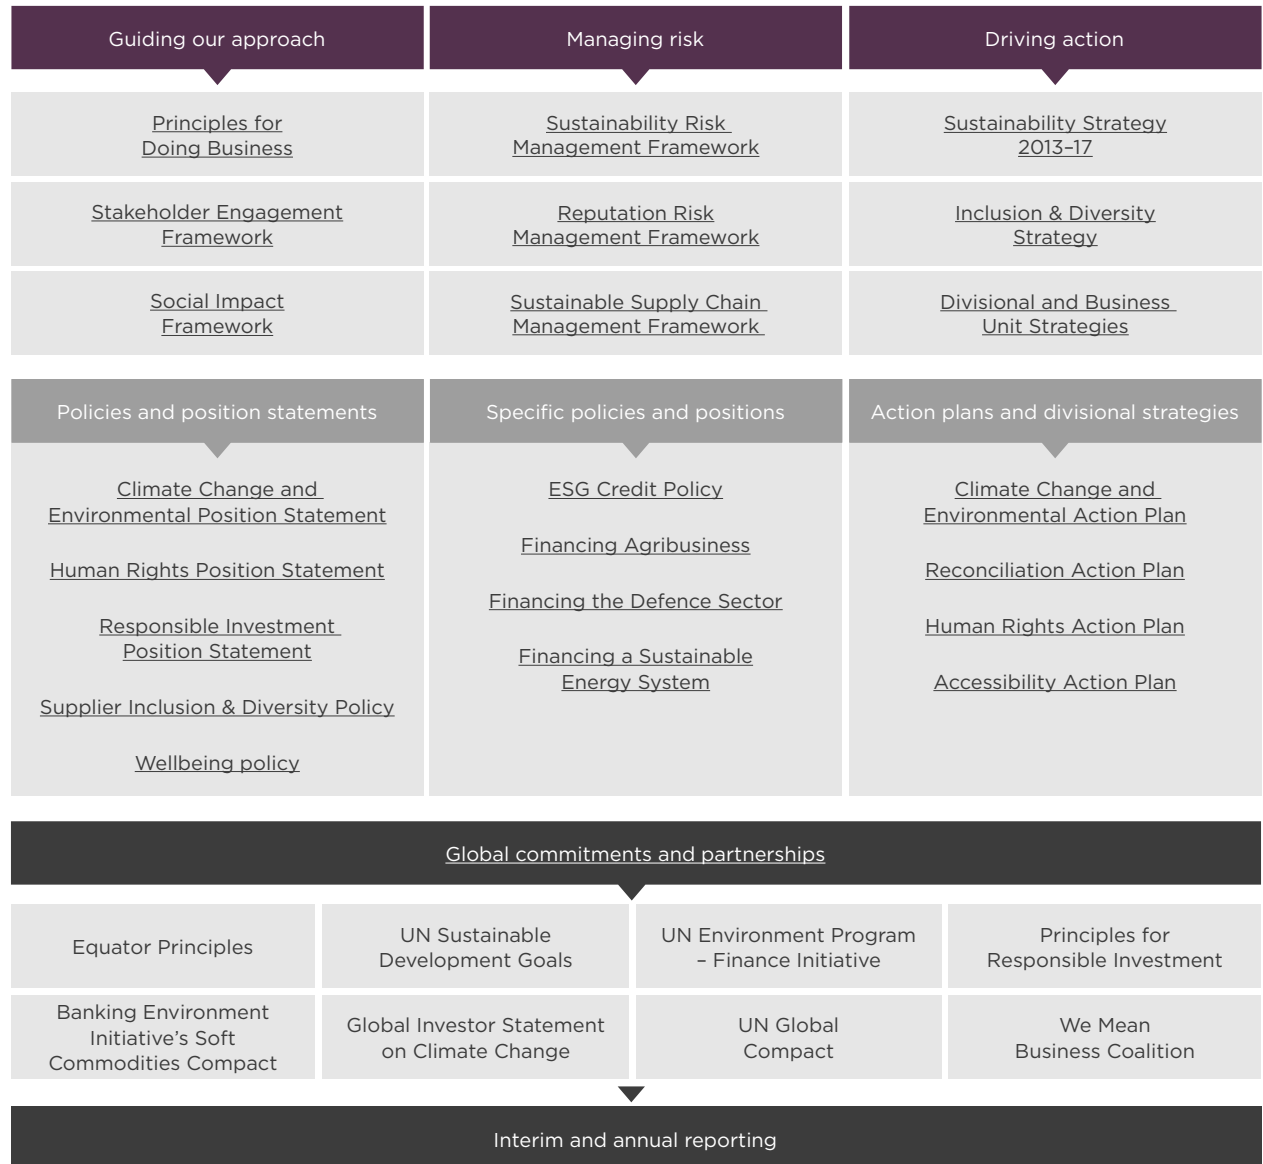 Guiding our approach
Managing risk
Driving action
Principles for
Doing Business
Sustainability Risk
Management Framework
Sustainability Strategy
2013–17
Stakeholder Engagement
Framework
Reputation Risk
Management Framework
Inclusion & Diversity
Strategy
Social Impact
Framework
Sustainable Supply Chain
Management Framework
Divisional and Business
Unit Strategies
Policies and position statements
Climate Change and
Environmental Position Statement
Human Rights Position Statement
Responsible Investment
Position Statement
Supplier Inclusion & Diversity Policy
Wellbeing policy
Specific policies and positions
ESG Credit Policy
Financing Agribusiness
Financing the Defence Sector
Financing a Sustainable
Energy System
Action plans and divisional strategies
Climate Change and
Environmental Action Plan
Reconciliation Action Plan
Human Rights Action Plan
Accessibility Action Plan
Global commitments and partnerships
Equator Principles
UN Sustainable
Development Goals
UN Environment Program
– Finance Initiative
Principles for
Responsible Investment
Banking Environment
Initiative’s Soft
Commodities Compact
Global Investor Statement
on Climate Change
UN Global
Compact
We Mean
Business Coalition
Interim and annual reporting